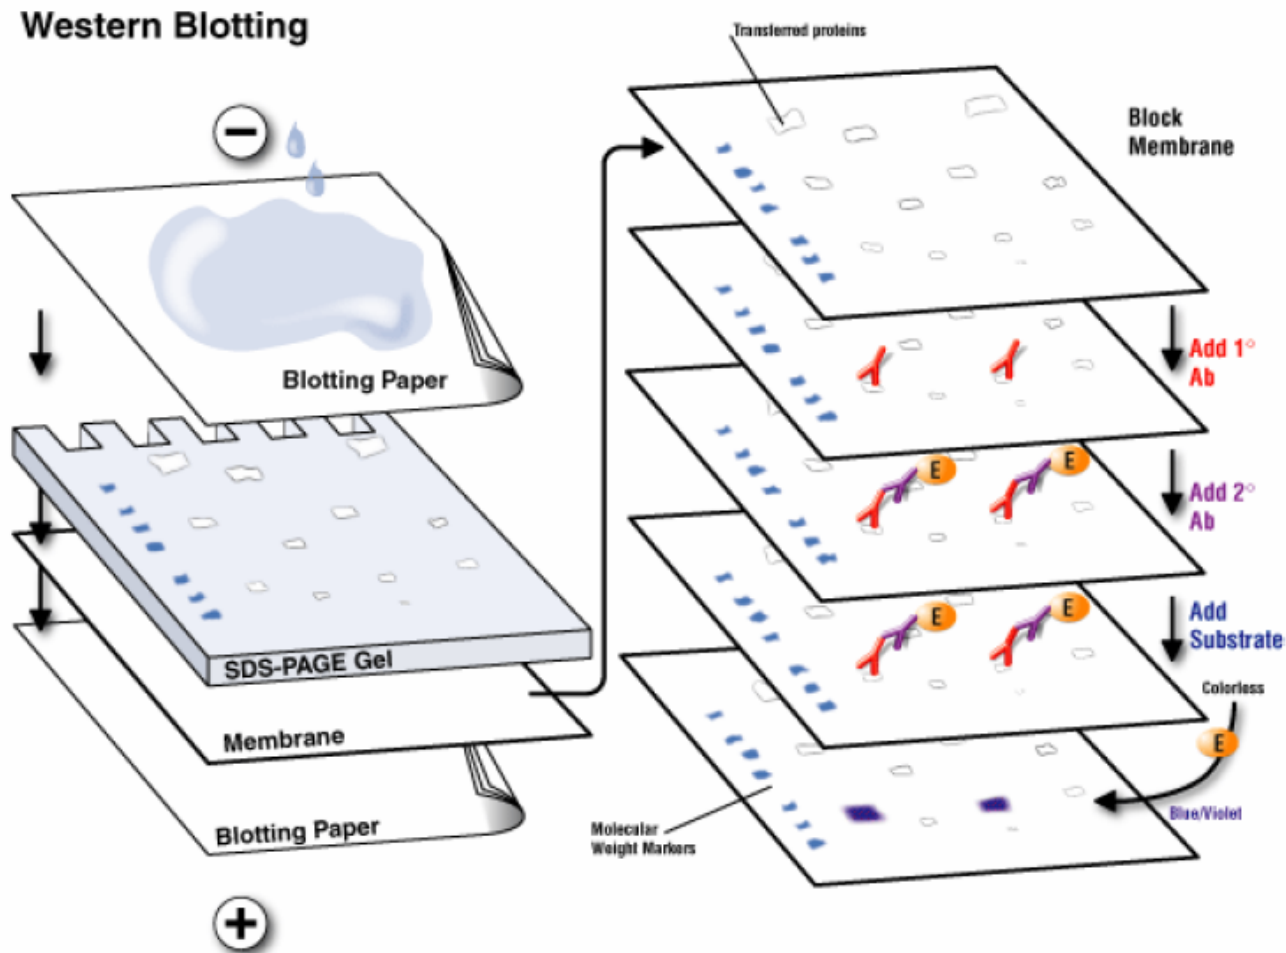 Western Blotting
−
Blotting Paper
SDS-PAGE Gel
Membrane
Blotting Paper
+
Transferred proteins
Block
Membrane
Add 1°
Ab
E
E
Add 2°
Ab
E
E
Add
Substrate
Colorless
E
Blue/Violet
Molecular
Weight Markers